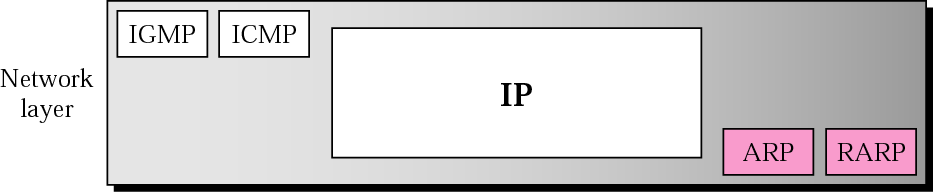 IGMP
ICMP
IP
Network
layer
ARP
RARP